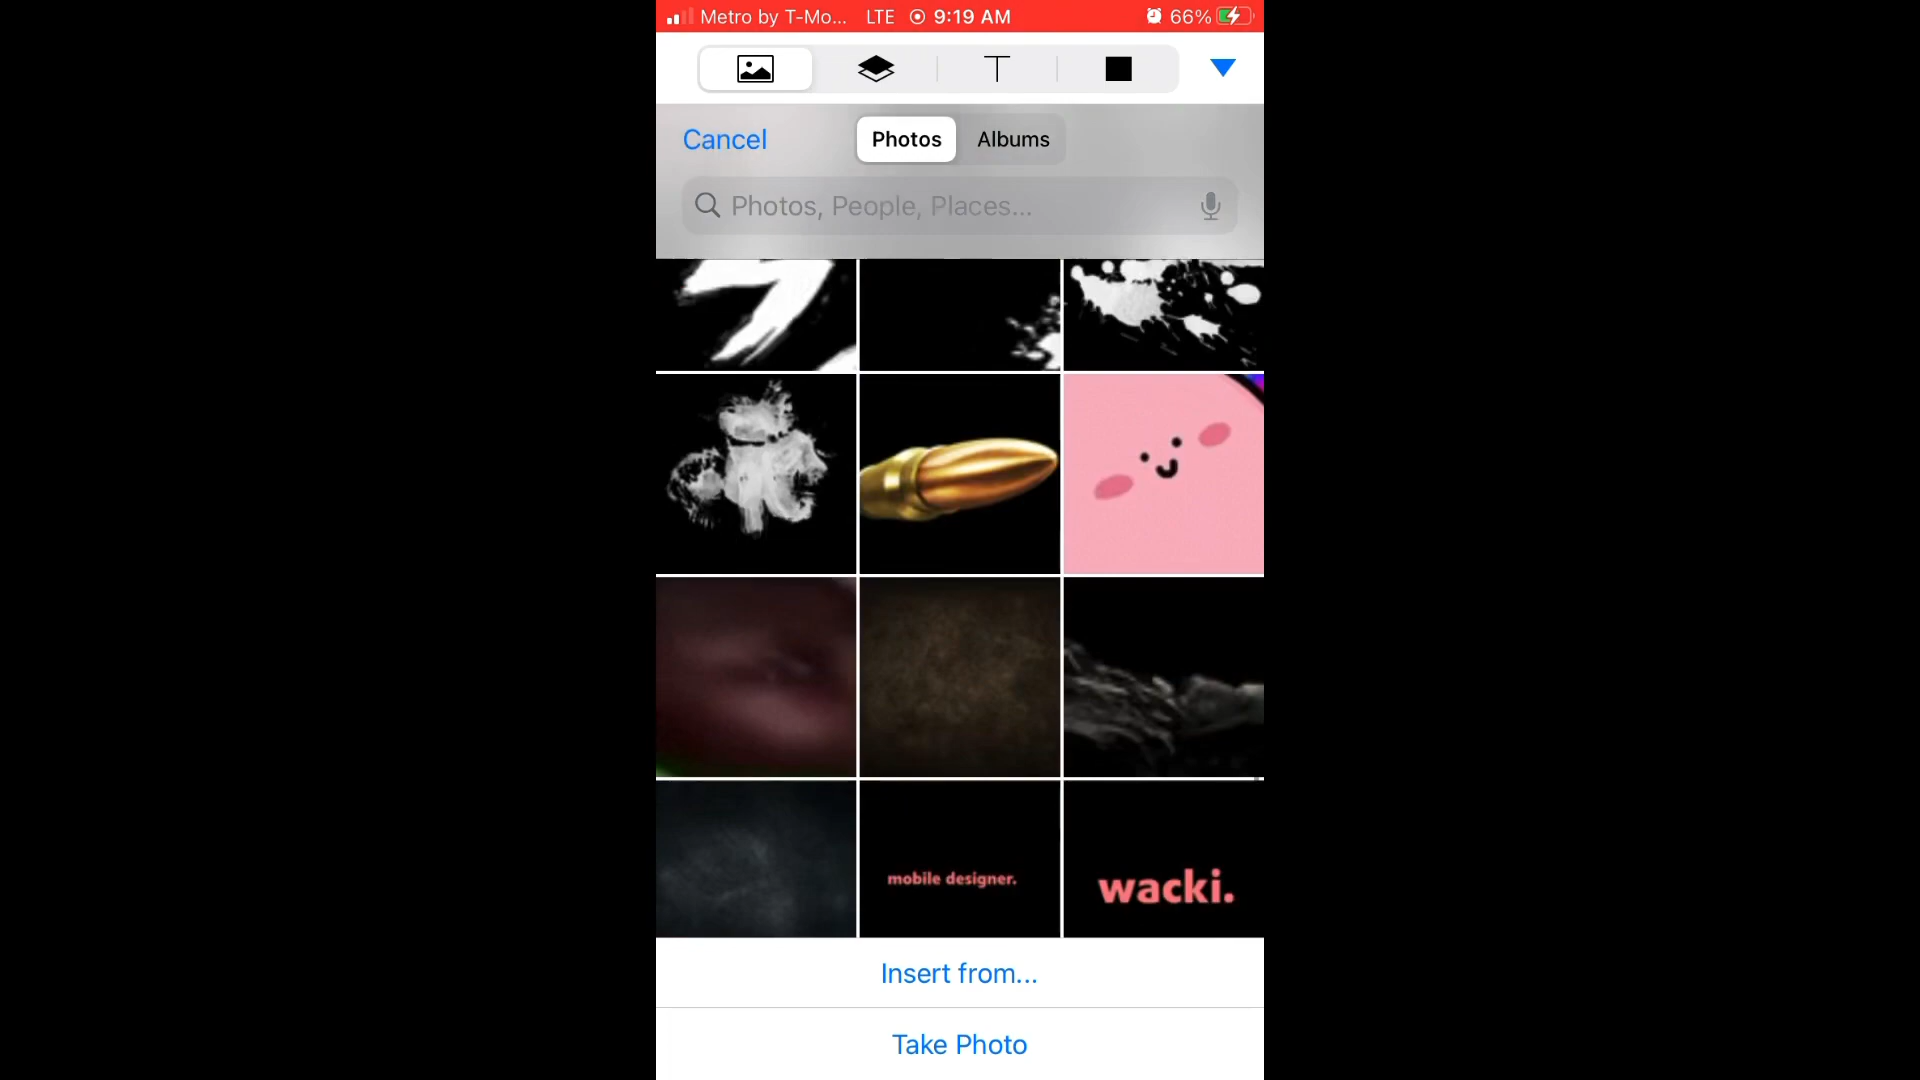 Metro by T-Mo... LTE 9:19 AM 66%
T
Cancel Photos Albums
Photos, People, Places...
mobile designer. wacki.
Insert from...
Take Photo